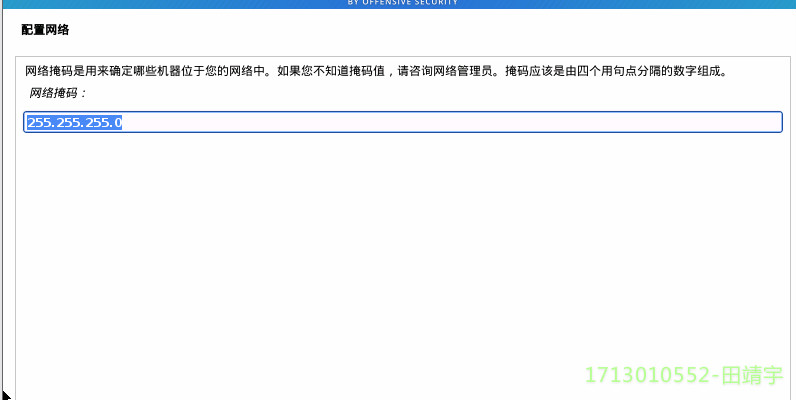 BY OFFENSIVE SECURITY
配置网络
网络掩码是用来确定哪些机器位于您的网络中。如果您不知道掩码值，请咨询网络管理员。掩码应该是由四个用句点分隔的数字组成。
网络掩码：
255.255.255.0
1713010552-田靖宇